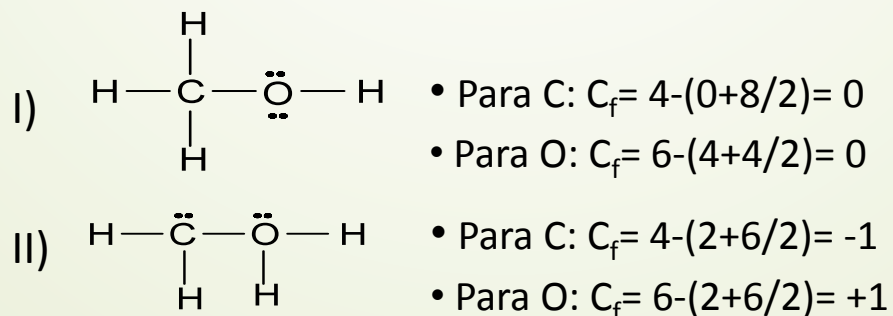 H
I) H C O H
H
• Para C: Cf= 4-(0+8/2)= 0
• Para O: Cf= 6-(4+4/2)= 0
II) H C O H
H H
• Para C: Cf= 4-(2+6/2)= -1
• Para O: Cf= 6-(2+6/2)= +1